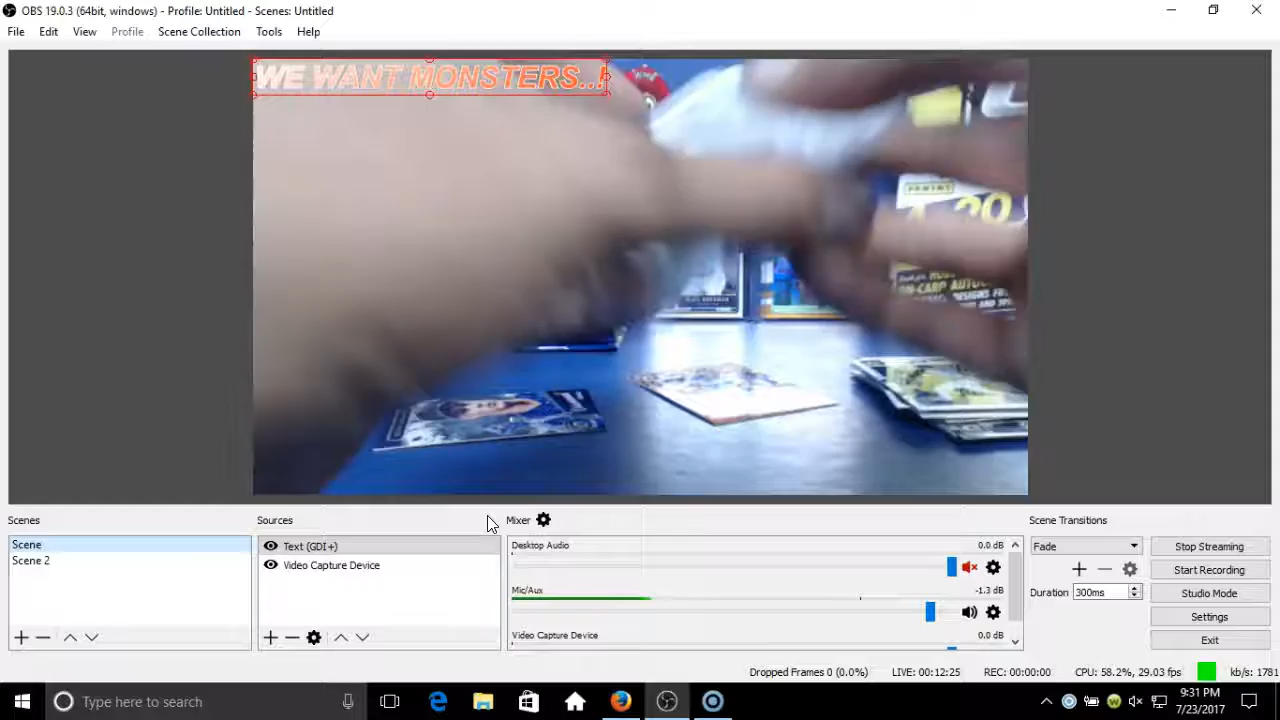 OBS 19.0.3 (64bit, windows) - Profile: Untitled - Scenes: Untitled
File Edit View Profile Scene Collection Tools Help
WE WANT MONSTERS...!
PANINI
Scenes
Scene
Scene 2
Sources
Text (GDI+)
Video Capture Device
Mixer
Desktop Audio 0.0 dB
Mic/Aux -1.3 dB
Video Capture Device 0.0 dB
Scene Transitions
Fade
Duration 300ms
Stop Streaming
Start Recording
Studio Mode
Settings
Exit
Dropped Frames 0 (0.0%) LIVE: 00:12:25 REC: 00:00:00 CPU: 58.2%, 29.03 fps kb/s: 1781
Type here to search
9:31 PM
7/23/2017